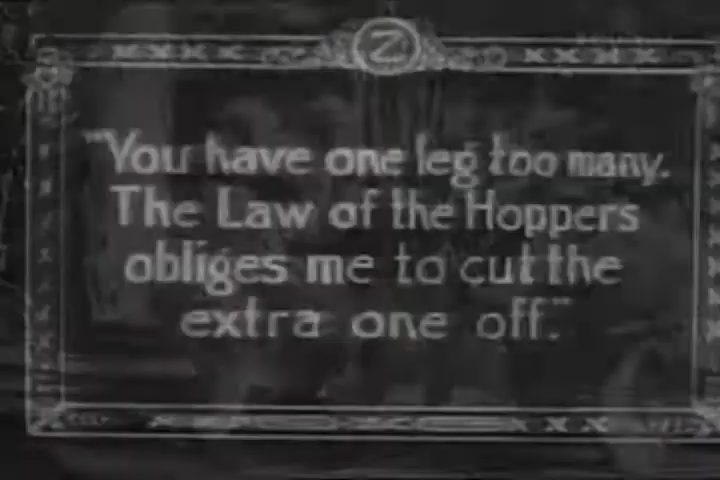 Z
"You have one leg too many.
The Law of the Hoppers
obliges me to cut the
extra one off."